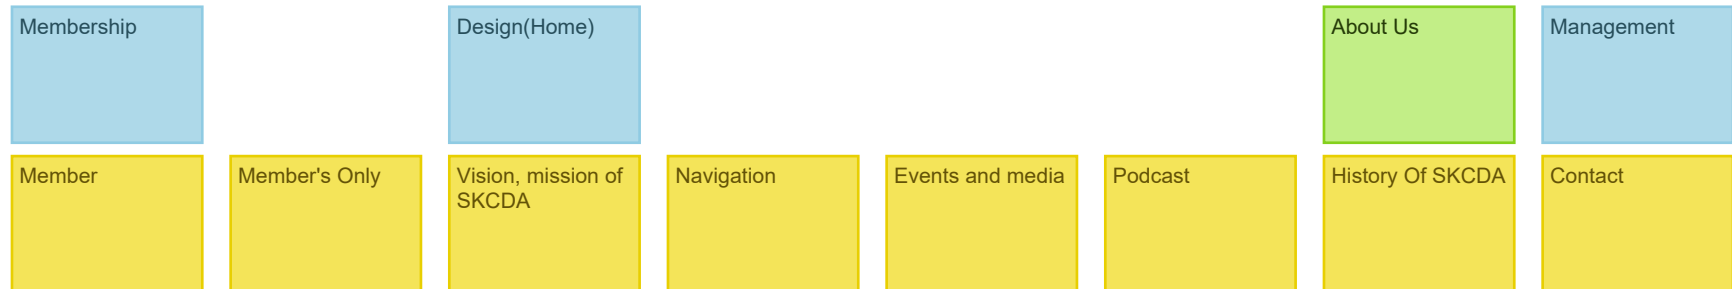 Membership
Design(Home)
About Us
Management
Member
Member's Only
Vision, mission of
SKCDA
Navigation
Events and media
Podcast
History Of SKCDA
Contact